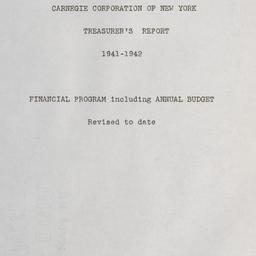 CARNEGIE CORPORATION OF NEW YORK
TREASURER'S REPORT
1941-1942
FINANCIAL PROGRAM including ANNUAL BUDGET
Revised to date